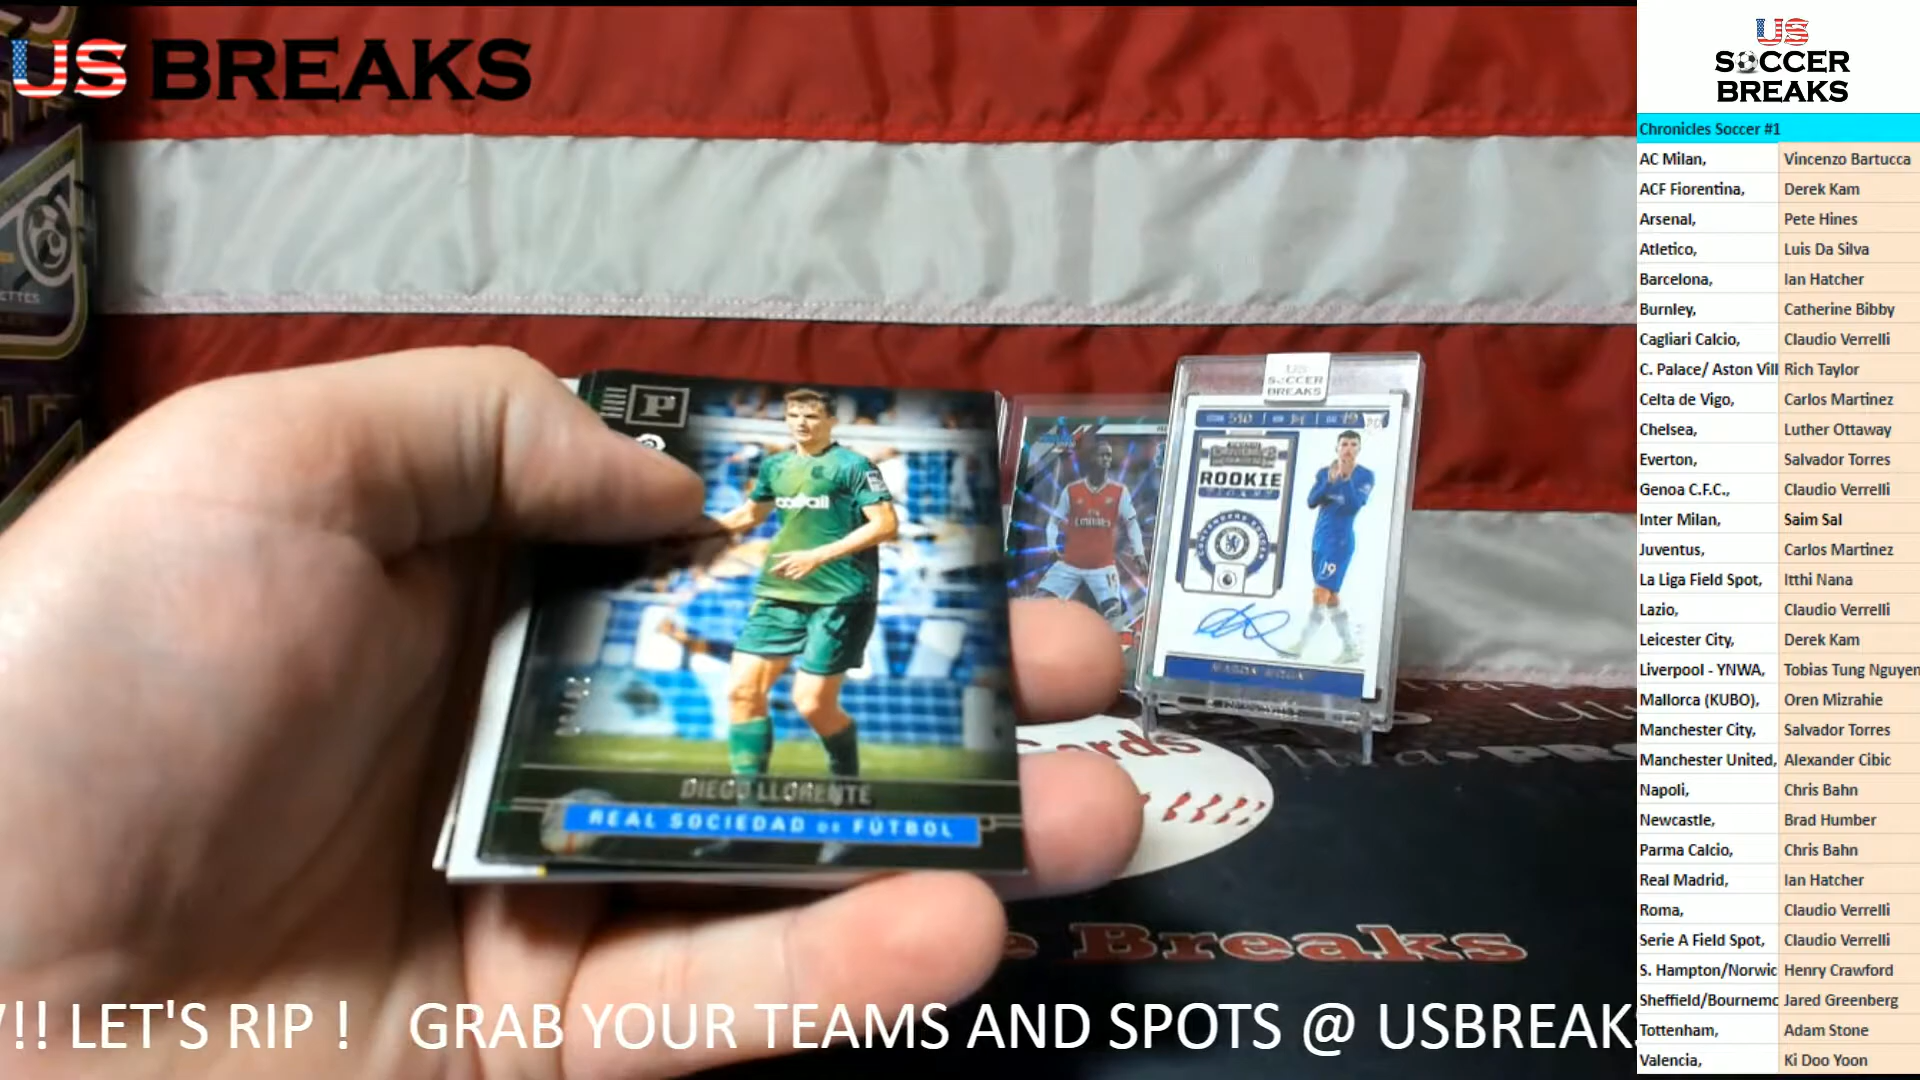 US BREAKS
US
SOCCER
BREAKS
Chronicles Soccer #1
AC Milan, Vincenzo Bartucca
ACF Fiorentina, Derek Kam
Arsenal, Pete Hines
Atletico, Luis Da Silva
Barcelona, Ian Hatcher
Burnley, Catherine Bibby
Cagliari Calcio, Claudio Verrelli
C. Palace/ Aston Vill Rich Taylor
Celta de Vigo, Carlos Martinez
Chelsea, Luther Ottaway
Everton, Salvador Torres
Genoa C.F.C., Claudio Verrelli
Inter Milan, Saim Sal
Juventus, Carlos Martinez
La Liga Field Spot, Itthi Nana
Lazio, Claudio Verrelli
Leicester City, Derek Kam
Liverpool - YNWA, Tobias Tung Nguyen
Mallorca (KUBO), Oren Mizrahie
Manchester City, Salvador Torres
Manchester United, Alexander Cibic
Napoli, Chris Bahn
Newcastle, Brad Humber
Parma Calcio, Chris Bahn
Real Madrid, Ian Hatcher
Roma, Claudio Verrelli
Serie A Field Spot, Claudio Verrelli
S. Hampton/Norwic Henry Crawford
Sheffield/Bournemo Jared Greenberg
Tottenham, Adam Stone
Valencia, Ki Doo Yoon
P
DIEGO LLORENTE
REAL SOCIEDAD DE FÚTBOL
US
SOCCER
BREAKS
ROOKIE
TICKET
19
Cards
Breaks
!! LET'S RIP ! GRAB YOUR TEAMS AND SPOTS @ USBREAKS